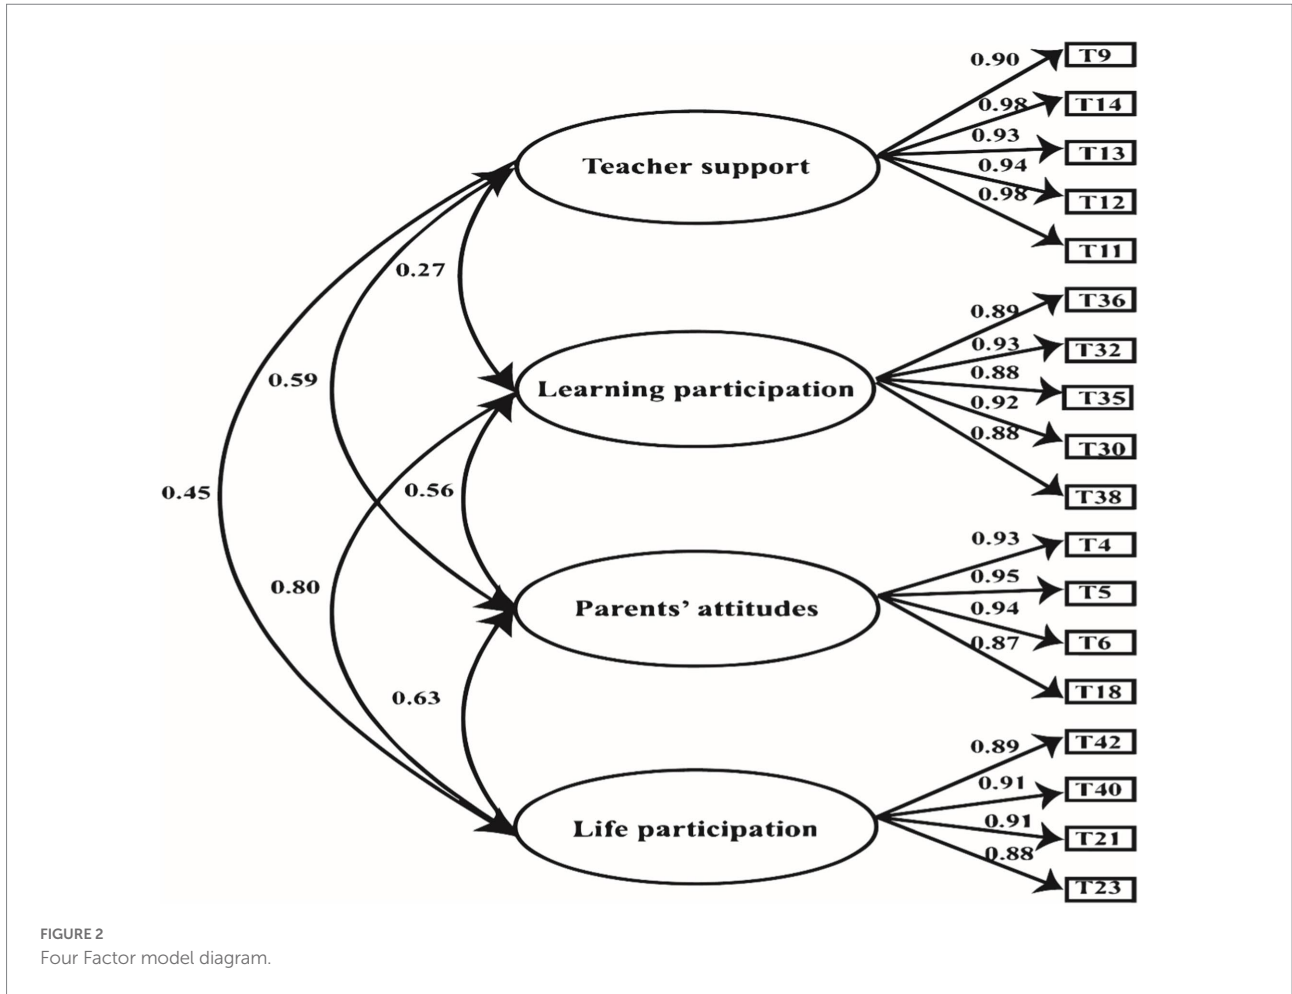 0.90 T9
0.98 T14
0.93 T13
Teacher support
0.94 T12
0.98 T11
0.27
0.89 T36
0.93 T32
0.59
Learning participation
0.88 T35
0.92 T30
0.88 T38
0.45
0.56
0.93 T4
0.80
0.95 T5
Parents’ attitudes
0.94 T6
0.87 T18
0.63
0.89 T42
0.91 T40
Life participation
0.91 T21
0.88 T23
FIGURE 2
Four Factor model diagram.